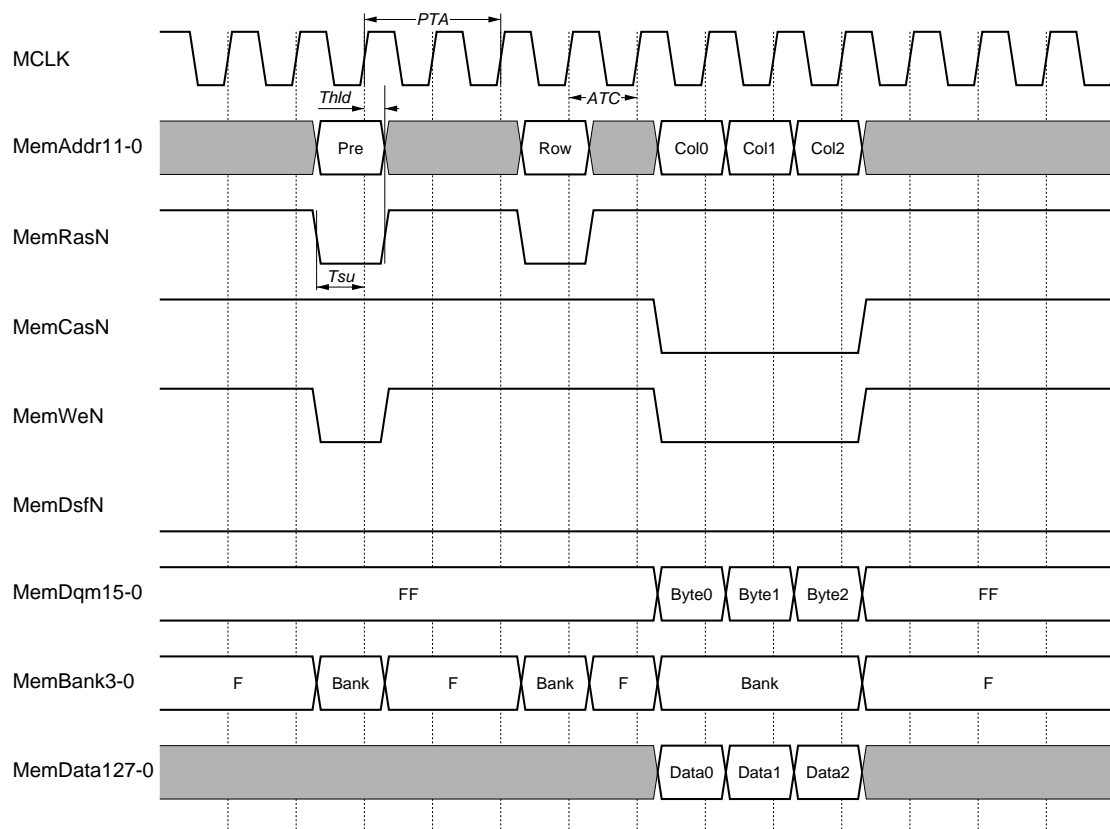 PTA
MCLK
Thld
ATC
MemAddr11-0
Pre
Row
Col0
Col1
Col2
MemRasN
Tsu
MemCasN
MemWeN
MemDsfN
MemDqm15-0
FF
Byte0
Byte1
Byte2
FF
MemBank3-0
F
Bank
F
Bank
F
Bank
F
MemData127-0
Data0
Data1
Data2